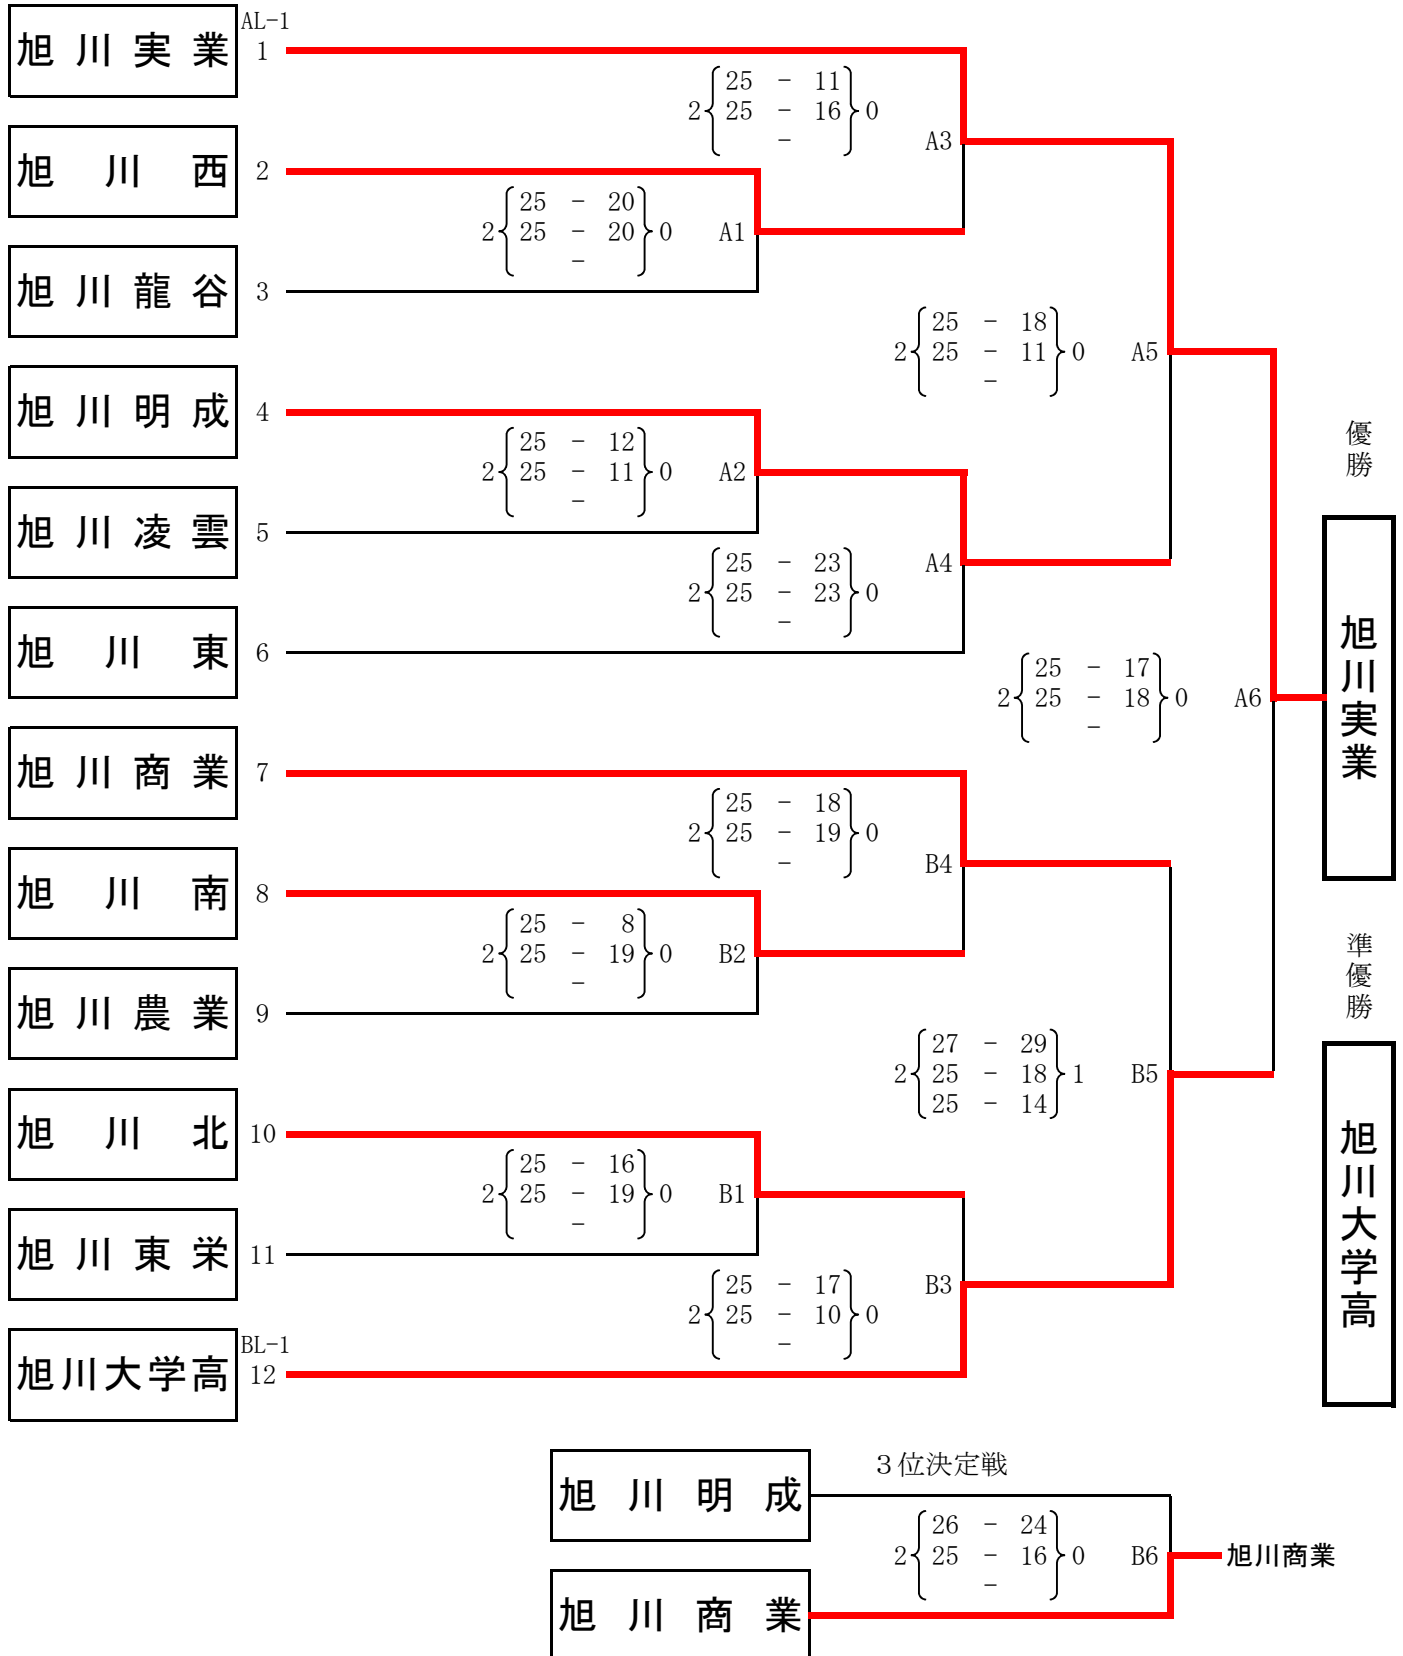 AL-1
旭川実業 1
25 - 11
2 25 - 16 0
-
A3
旭川西 2
25 - 20
2 25 - 20 0 A1
-
旭川龍谷 3
25 - 18
2 25 - 11 0 A5
-
旭川明成 4
25 - 12
2 25 - 11 0 A2
-
旭川凌雲 5
25 - 23 A4
2 25 - 23 0
-
旭川東 6
25 - 17
2 25 - 18 0 A6
-
優勝
旭川実業
旭川商業 7
25 - 18
2 25 - 19 0
- B4
旭川南 8
25 - 8
2 25 - 19 0 B2
-
旭川農業 9
27 - 29
2 25 - 18 1 B5
25 - 14
準優勝
旭川大学高
旭川北 10
25 - 16
2 25 - 19 0 B1
-
旭川東栄 11
25 - 17 B3
2 25 - 10 0
-
BL-1
旭川大学高 12
3位決定戦
旭川明成
26 - 24
2 25 - 16 0 B6 旭川商業
-
旭川商業